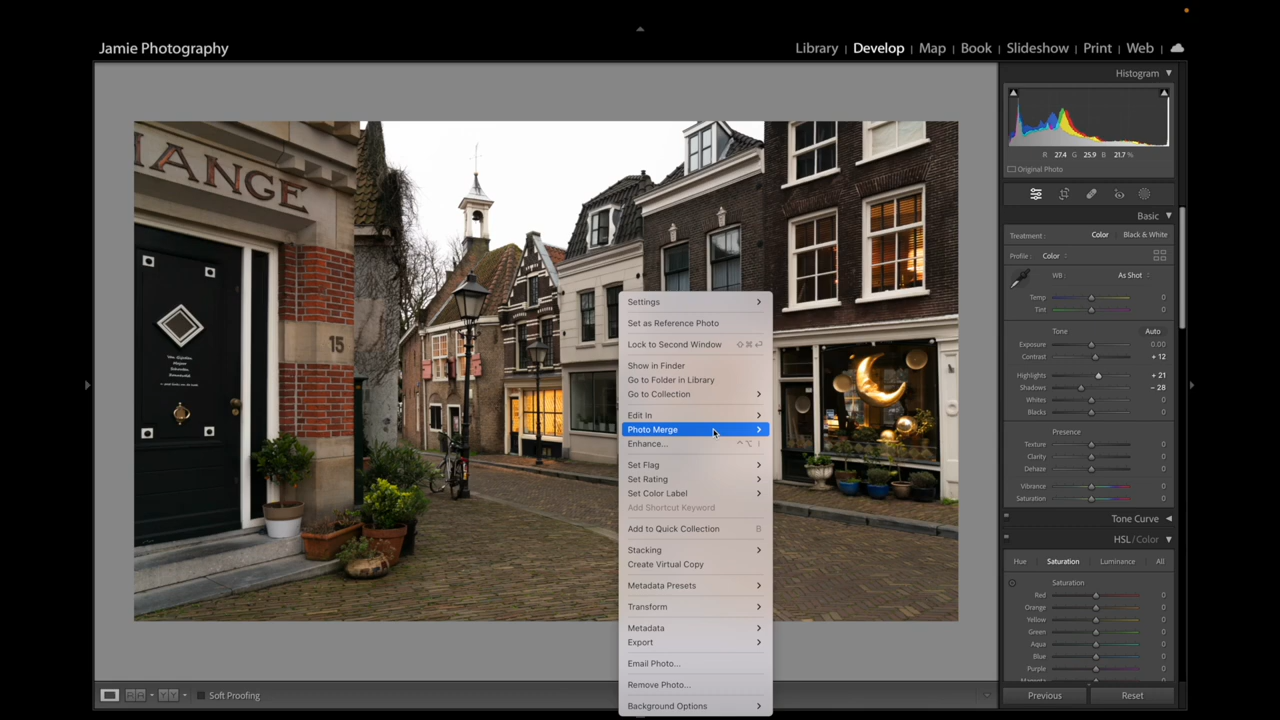 Jamie Photography
Library | Develop | Map | Book | Slideshow | Print | Web
Histogram
R 27.4 G 25.9 B 21.7 %
Original Photo
Basic
Treatment : Color Black & White
Profile : Color
WB : As Shot
Temp 0
Tint 0
Tone Auto
Exposure 0.00
Contrast + 12
Highlights + 21
Shadows − 28
Whites 0
Blacks 0
Presence
Texture 0
Clarity 0
Dehaze 0
Vibrance 0
Saturation 0
Tone Curve
HSL / Color
Hue Saturation Luminance All
Saturation
Red 0
Orange 0
Yellow 0
Green 0
Aqua 0
Blue 0
Purple 0
Previous Reset
HANGE
15
Settings
Set as Reference Photo
Lock to Second Window ⇧⌘↩
Show in Finder
Go to Folder in Library
Go to Collection
Edit In
Photo Merge
Enhance... ⌃⌥ I
Set Flag
Set Rating
Set Color Label
Add Shortcut Keyword
Add to Quick Collection B
Stacking
Create Virtual Copy
Metadata Presets
Transform
Metadata
Export
Email Photo...
Remove Photo...
Background Options
Soft Proofing